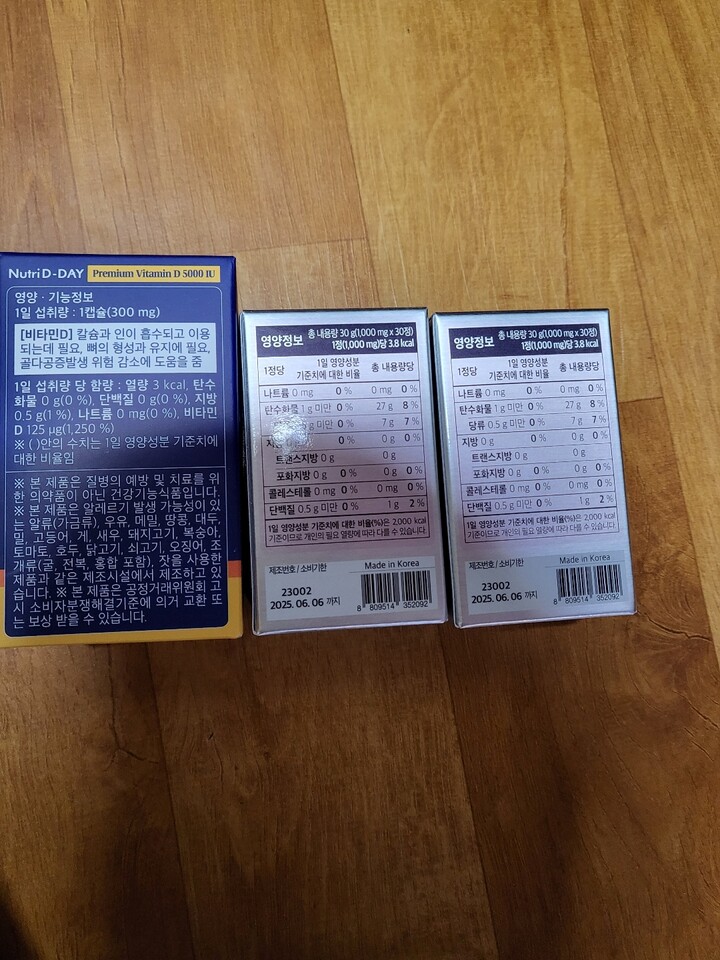 Nutri D-DAY Premium Vitamin D 5000 IU
영양 · 기능정보
1일 섭취량 : 1캡슐(300 mg)
[비타민D] 칼슘과 인이 흡수되고 이용
되는데 필요, 뼈의 형성과 유지에 필요,
골다공증발생 위험 감소에 도움을 줌
1일 섭취량 당 함량 : 열량 3 kcal, 탄수
화물 0 g(0 %), 단백질 0 g(0 %), 지방
0.5 g(1 %), 나트륨 0 mg(0 %), 비타민
D 125 µg(1,250 %)
※ ( )안의 수치는 1일 영양성분 기준치에
대한 비율임
※ 본 제품은 질병의 예방 및 치료를 위
한 의약품이 아닌 건강기능식품입니다.
※ 본 제품은 알레르기 발생 가능성이 있
는 알류(가금류), 우유, 메밀, 땅콩, 대두,
밀, 고등어, 게, 새우, 돼지고기, 복숭아,
토마토, 호두, 닭고기, 쇠고기, 오징어, 조
개류(굴, 전복, 홍합 포함), 잣을 사용한
제품과 같은 제조시설에서 제조하고 있
습니다. ※ 본 제품은 공정거래위원회 고
시 소비자분쟁해결기준에 의거 교환 또
는 보상 받을 수 있습니다.
영양정보 총 내용량 30 g(1,000 mg x 30정)
1정(1,000 mg)당 3.8 kcal
1정당 1일 영양성분 기준치에 대한 비율 총 내용량당
나트륨 0 mg 0 % 0 mg 0 %
탄수화물 1 g 미만 0 % 27 g 8 %
g 미만 0 % 7 g 7 %
0 % 0 g 0 %
트랜스지방 0 g 0 g
포화지방 0 g 0 % 0 g 0 %
콜레스테롤 0 mg 0 % 0 mg 0 %
단백질 0.5 g 미만 0 % 1 g 2 %
1일 영양성분 기준치에 대한 비율(%)은 2,000 kcal
기준이므로 개인의 필요 열량에 따라 다를 수 있습니다.
제조번호 / 소비기한
Made in Korea
23002
2025. 06. 06 까지
8 809514 352092
영양정보 총 내용량 30 g(1,000 mg x 30정)
1정(1,000 mg)당 3.8 kcal
1정당 1일 영양성분 기준치에 대한 비율 총 내용량당
나트륨 0 mg 0 % 0 mg 0 %
탄수화물 1 g 미만 0 % 27 g 8 %
당류 0.5 g 미만 0 % 7 g 7 %
지방 0 g 0 % 0 g 0 %
트랜스지방 0 g 0 g
포화지방 0 g 0 % 0 g 0 %
콜레스테롤 0 mg 0 % 0 mg 0 %
단백질 0.5 g 미만 0 % 1 g 2 %
1일 영양성분 기준치에 대한 비율(%)은 2,000 kcal
기준이므로 개인의 필요 열량에 따라 다를 수 있습니다.
제조번호 / 소비기한
Made in Korea
23002
2025. 06. 06 까지
8 809514 352092